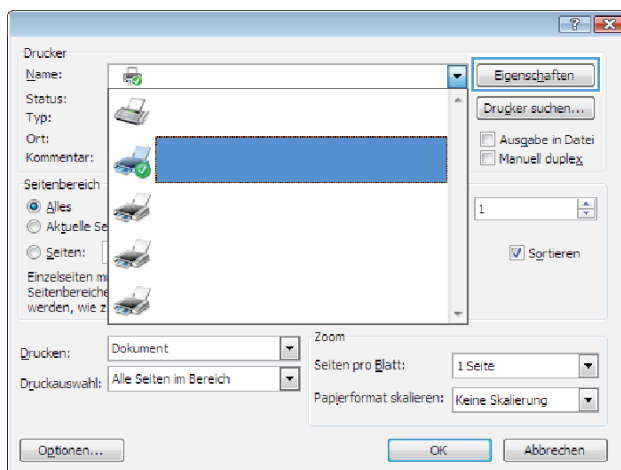 Drucker
Name:
Eigenschaften
Status:
Typ:
Drucker suchen...
Ort:
Ausgabe in Datei
Kommentar:
Manuell duplex
Seitenbereich
Alles
1
Aktuelle Se
Seiten:
Sortieren
Einzelseiten m
Seitenbereiche
werden, wie z
Zoom
Drucken:
Dokument
Seiten pro Blatt:
1 Seite
Druckauswahl:
Alle Seiten im Bereich
Papierformat skalieren:
Keine Skalierung
Optionen...
OK
Abbrechen